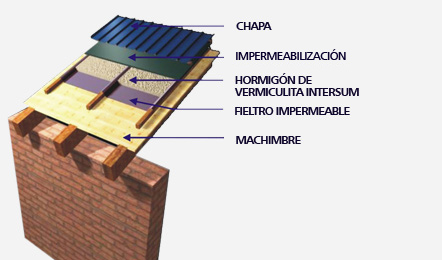 CHAPA
IMPERMEABILIZACIÓN
HORMIGÓN DE
VERMICULITA INTERSUM
FIELTRO IMPERMEABLE
MACHIMBRE